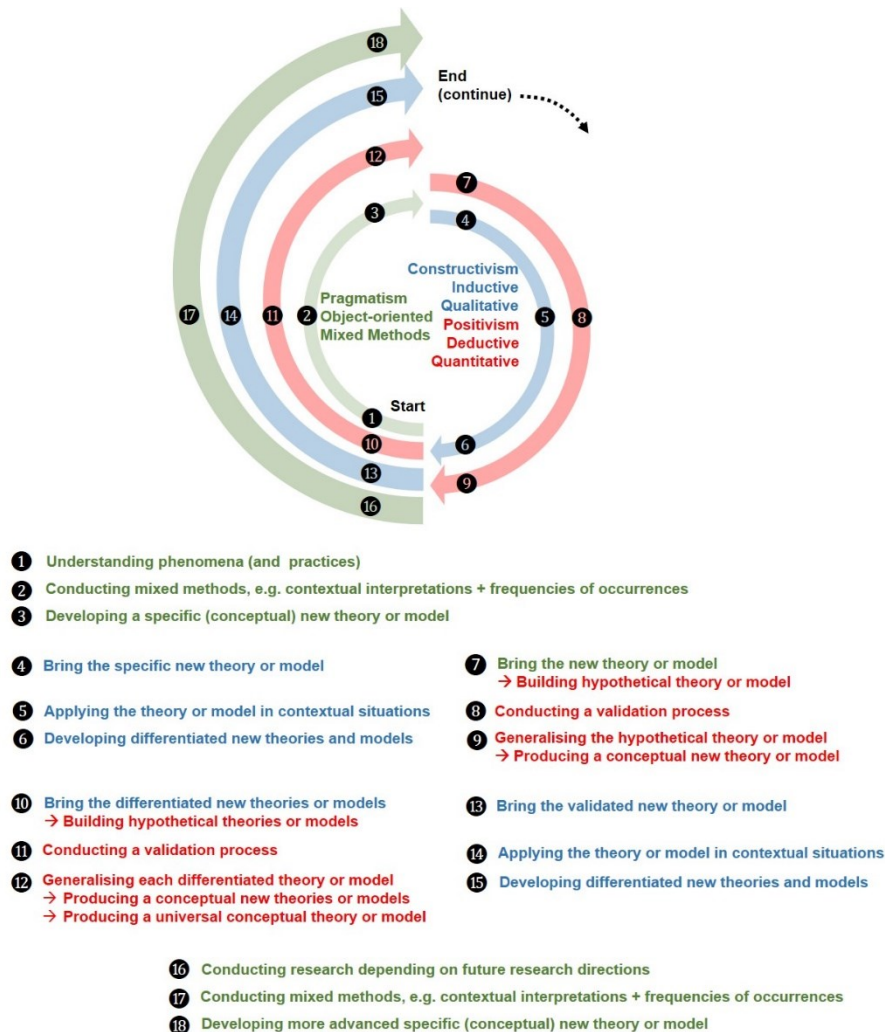 18
End
(continue)
15
12
7
3
4
Constructivism
Inductive
Qualitative
Positivism
Deductive
Quantitative
Pragmatism
Object-oriented
Mixed Methods
17
14
11
2
5
8
Start
1
10
6
13
9
16
1 Understanding phenomena (and practices)
2 Conducting mixed methods, e.g. contextual interpretations + frequencies of occurrences
3 Developing a specific (conceptual) new theory or model
4 Bring the specific new theory or model
5 Applying the theory or model in contextual situations
6 Developing differentiated new theories and models
7 Bring the new theory or model
→ Building hypothetical theory or model
8 Conducting a validation process
9 Generalising the hypothetical theory or model
→ Producing a conceptual new theory or model
10 Bring the differentiated new theories or models
→ Building hypothetical theories or models
11 Conducting a validation process
12 Generalising each differentiated theory or model
→ Producing a conceptual new theories or models
→ Producing a universal conceptual theory or model
13 Bring the validated new theory or model
14 Applying the theory or model in contextual situations
15 Developing differentiated new theories and models
16 Conducting research depending on future research directions
17 Conducting mixed methods, e.g. contextual interpretations + frequencies of occurrences
18 Developing more advanced specific (conceptual) new theory or model